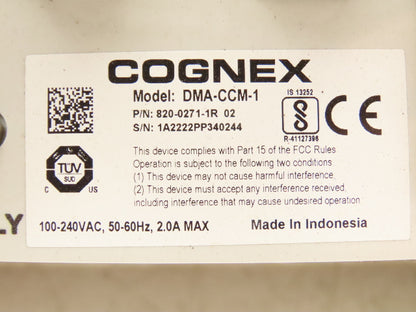 COGNEX
Model: DMA-CCM-1
P/N: 820-0271-1R 02
S/N: 1A2222PP340244
IS 13252
R-41127396
CE
This device complies with Part 15 of the FCC Rules
Operation is subject to the following two conditions
(1) This device may not cause harmful interference.
(2) This device must accept any interference received,
including interference that may cause undesired operation.
TÜV
SUD
C US
LY
100-240VAC, 50-60Hz, 2.0A MAX
Made In Indonesia